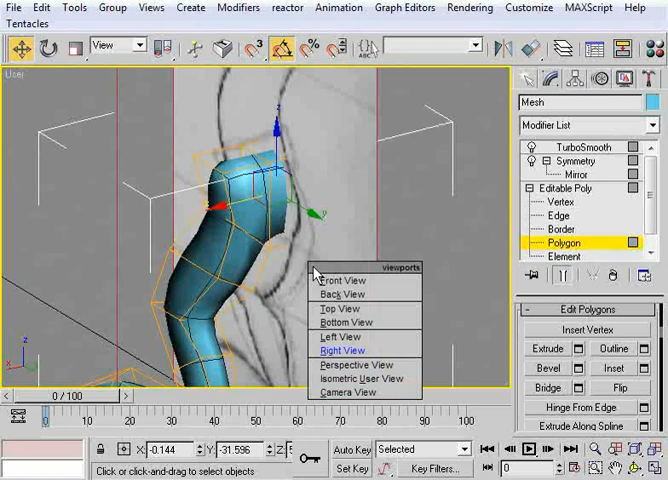 File Edit Tools Group Views Create Modifiers reactor Animation Graph Editors Rendering Customize MAXScript Help
Tentacles
View
3
%
ABC
User
z
x
y
viewports
Front View
Back View
Top View
Bottom View
Left View
Right View
Perspective View
Isometric User View
Camera View
z
x
Mesh
Modifier List
TurboSmooth
Symmetry
Mirror
Editable Poly
Vertex
Edge
Border
Polygon
Element
Edit Polygons
Insert Vertex
Extrude Outline
Bevel Inset
Bridge Flip
Hinge From Edge
Extrude Along Spline
0 / 100
0 10 20 30 40 50 60 70 80 90 100
X: -0.144 Y: -31.596 Z:
Auto Key Selected
Click or click-and-drag to select objects
Set Key Key Filters... 0